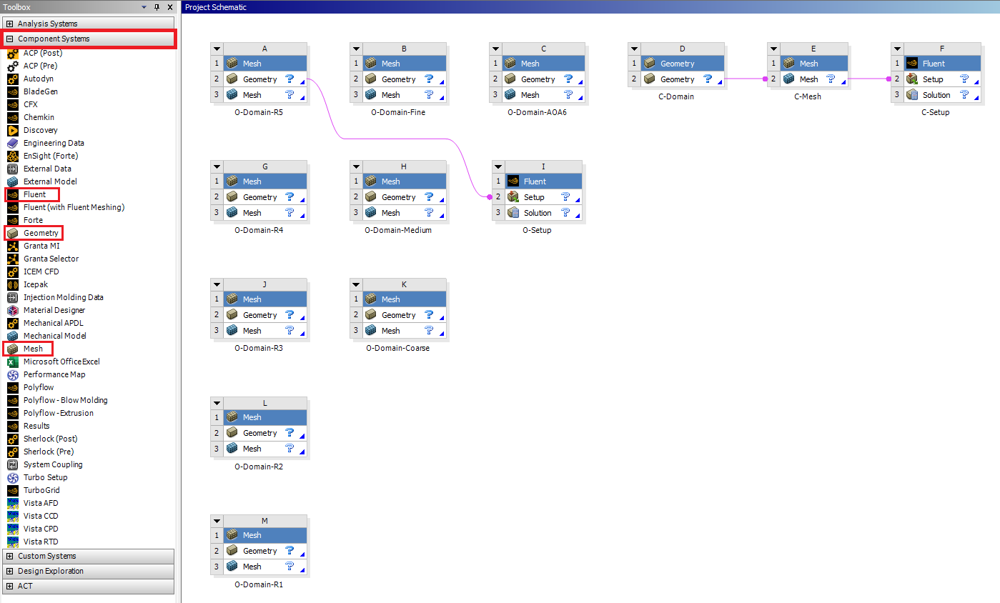 Toolbox
Analysis Systems
Component Systems
ACP (Post)
ACP (Pre)
Autodyn
BladeGen
CFX
Chemkin
Discovery
Engineering Data
EnSight (Forte)
External Data
External Model
Fluent
Fluent (with Fluent Meshing)
Forte
Geometry
Granta MI
Granta Selector
ICEM CFD
Icepak
Injection Molding Data
Material Designer
Mechanical APDL
Mechanical Model
Mesh
Microsoft Office Excel
Performance Map
Polyflow
Polyflow - Blow Molding
Polyflow - Extrusion
Results
Sherlock (Post)
Sherlock (Pre)
System Coupling
Turbo Setup
TurboGrid
Vista AFD
Vista CCD
Vista CPD
Vista RTD
Custom Systems
Design Exploration
ACT
Project Schematic
A
1 Mesh
2 Geometry ?
3 Mesh ?
O-Domain-R5
B
1 Mesh
2 Geometry ?
3 Mesh ?
O-Domain-Fine
C
1 Mesh
2 Geometry ?
3 Mesh ?
O-Domain-AOA6
D
1 Geometry
2 Geometry ?
C-Domain
E
1 Mesh
2 Mesh ?
C-Mesh
F
1 Fluent
2 Setup ?
3 Solution ?
C-Setup
G
1 Mesh
2 Geometry ?
3 Mesh ?
O-Domain-R4
H
1 Mesh
2 Geometry ?
3 Mesh ?
O-Domain-Medium
I
1 Fluent
2 Setup ?
3 Solution ?
O-Setup
J
1 Mesh
2 Geometry ?
3 Mesh ?
O-Domain-R3
K
1 Mesh
2 Geometry ?
3 Mesh ?
O-Domain-Coarse
L
1 Mesh
2 Geometry ?
3 Mesh ?
O-Domain-R2
M
1 Mesh
2 Geometry ?
3 Mesh ?
O-Domain-R1